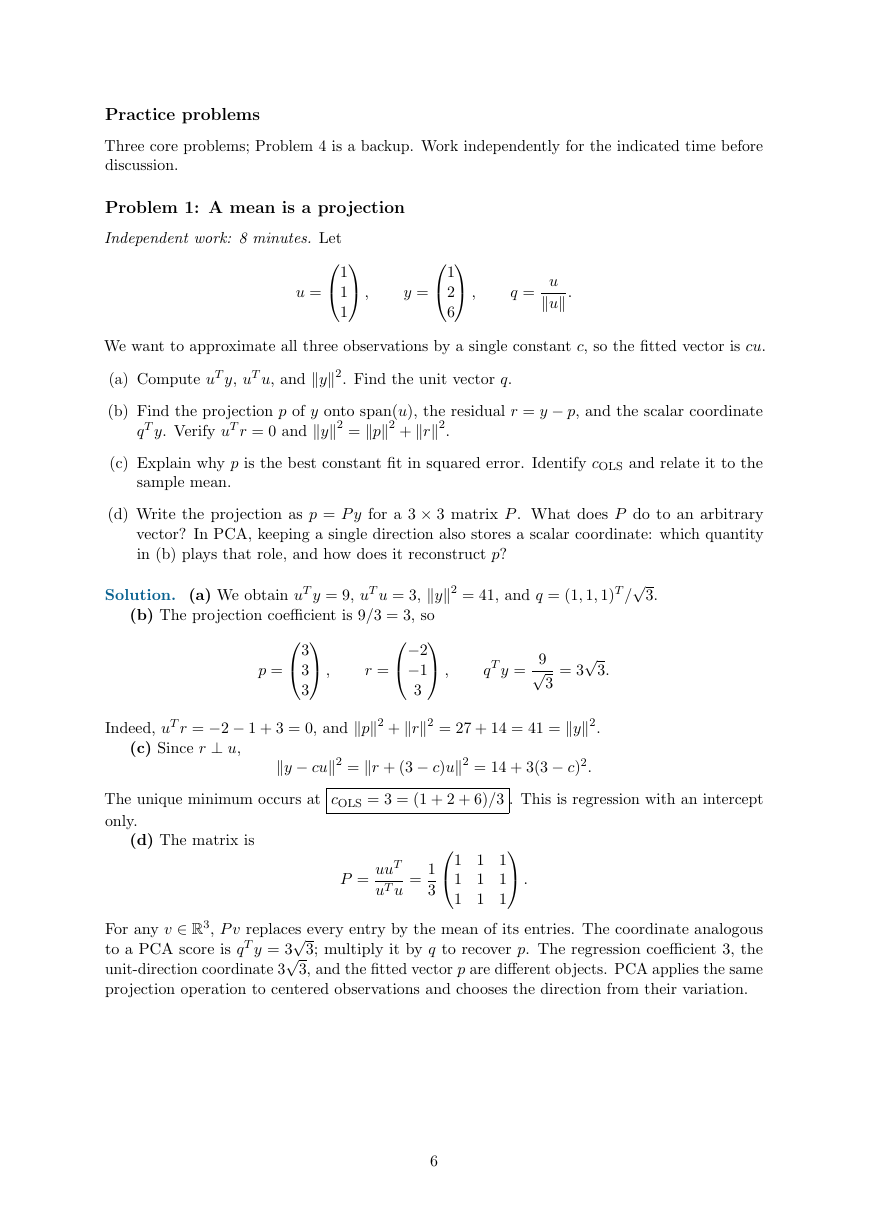 Practice problems
Three core problems; Problem 4 is a backup. Work independently for the indicated time before
discussion.
Problem 1: A mean is a projection
Independent work: 8 minutes. Let
u = (1 1 1), y = (1 2 6), q = u / ‖u‖.
We want to approximate all three observations by a single constant c, so the fitted vector is cu.
(a) Compute uᵀy, uᵀu, and ‖y‖². Find the unit vector q.
(b) Find the projection p of y onto span(u), the residual r = y − p, and the scalar coordinate
qᵀy. Verify uᵀr = 0 and ‖y‖² = ‖p‖² + ‖r‖².
(c) Explain why p is the best constant fit in squared error. Identify c_OLS and relate it to the
sample mean.
(d) Write the projection as p = Py for a 3 × 3 matrix P. What does P do to an arbitrary
vector? In PCA, keeping a single direction also stores a scalar coordinate: which quantity
in (b) plays that role, and how does it reconstruct p?
Solution. (a) We obtain uᵀy = 9, uᵀu = 3, ‖y‖² = 41, and q = (1, 1, 1)ᵀ/√3.
(b) The projection coefficient is 9/3 = 3, so
p = (3 3 3), r = (−2 −1 3), qᵀy = 9/√3 = 3√3.
Indeed, uᵀr = −2 − 1 + 3 = 0, and ‖p‖² + ‖r‖² = 27 + 14 = 41 = ‖y‖².
(c) Since r ⊥ u,
‖y − cu‖² = ‖r + (3 − c)u‖² = 14 + 3(3 − c)².
The unique minimum occurs at c_OLS = 3 = (1 + 2 + 6)/3. This is regression with an intercept
only.
(d) The matrix is
P = uuᵀ / uᵀu = 1/3 (1 1 1; 1 1 1; 1 1 1).
For any v ∈ ℝ³, Pv replaces every entry by the mean of its entries. The coordinate analogous
to a PCA score is qᵀy = 3√3; multiply it by q to recover p. The regression coefficient 3, the
unit-direction coordinate 3√3, and the fitted vector p are different objects. PCA applies the same
projection operation to centered observations and chooses the direction from their variation.
6